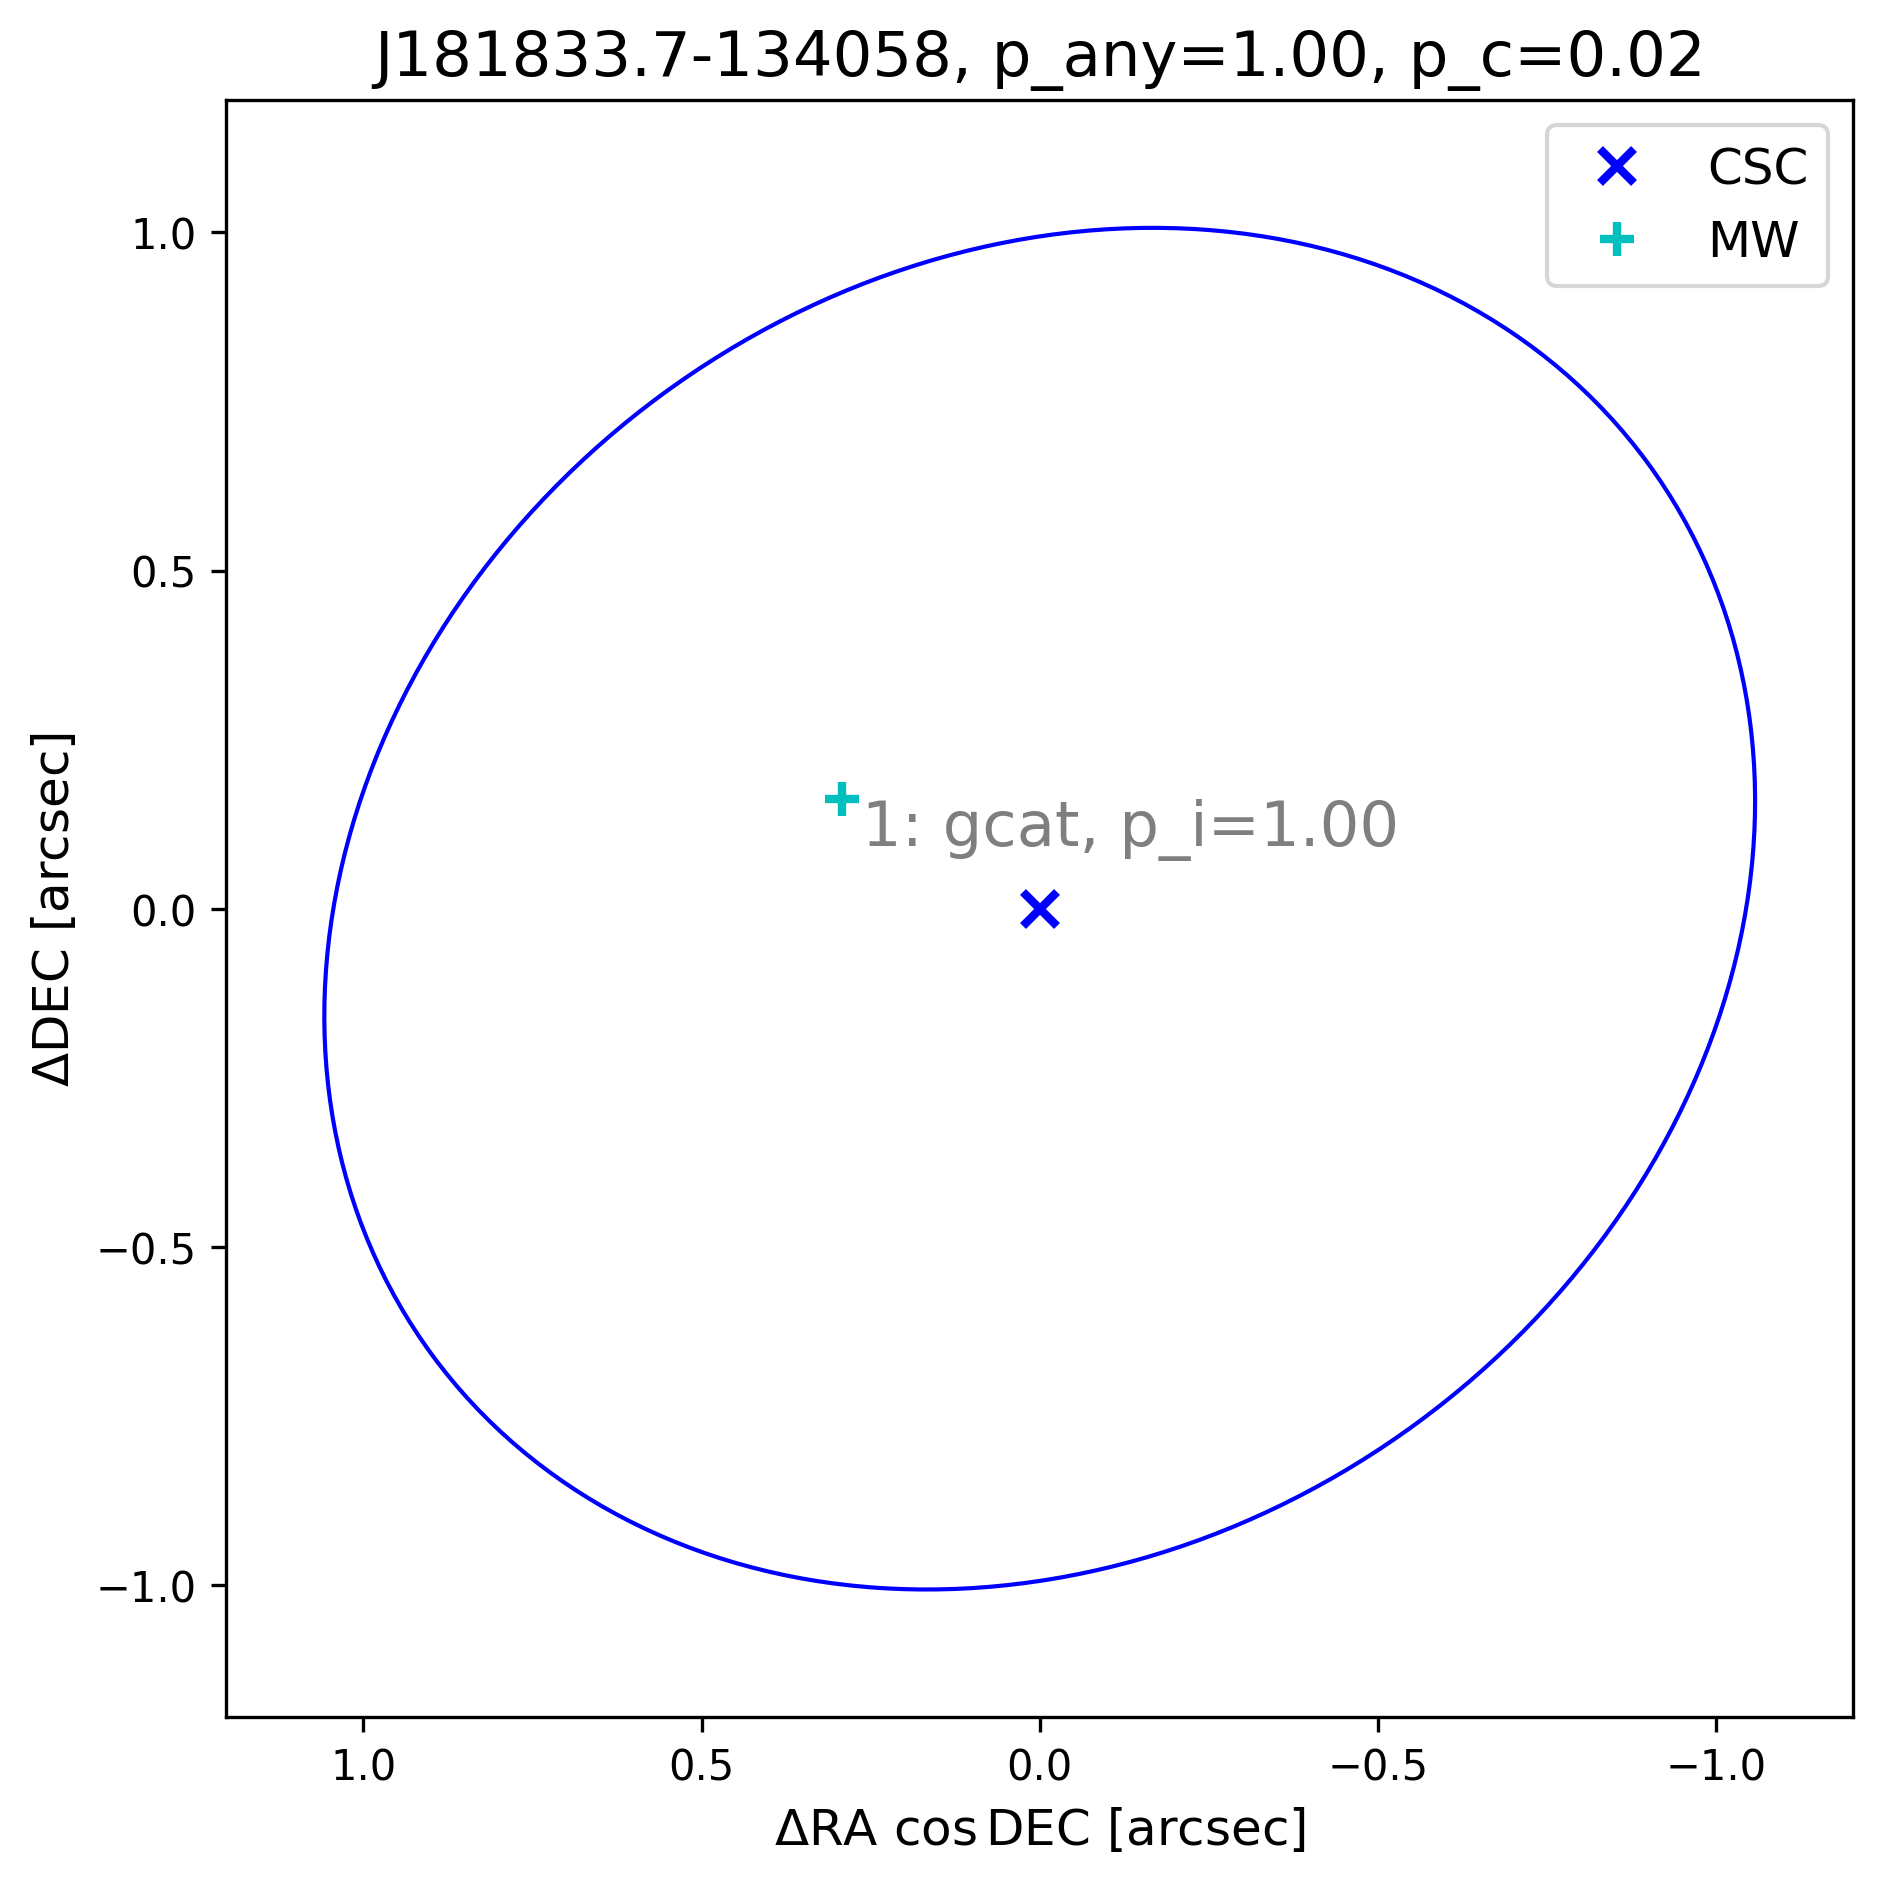 J181833.7-134058, p_any=1.00, p_c=0.02
CSC
MW
1.0
0.5
0.0
−0.5
−1.0
ΔDEC [arcsec]
1: gcat, p_i=1.00
1.0 0.5 0.0 −0.5 −1.0
ΔRA cos DEC [arcsec]